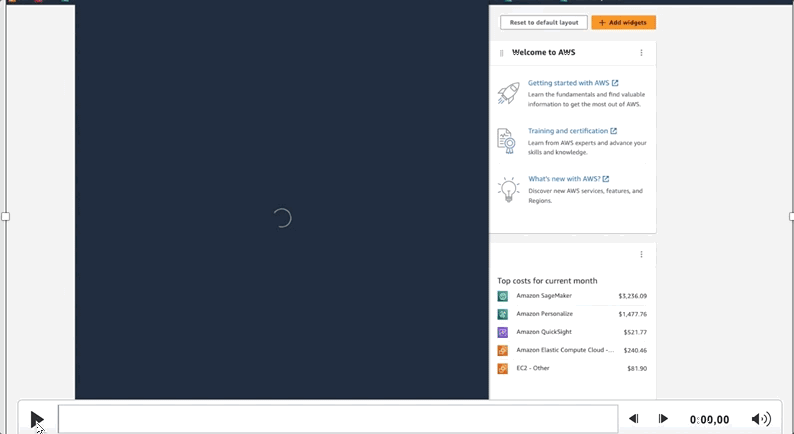 Reset to default layout
+ Add widgets
Welcome to AWS
Getting started with AWS
Learn the fundamentals and find valuable
information to get the most out of AWS.
Training and certification
Learn from AWS experts and advance your
skills and knowledge.
What's new with AWS?
Discover new AWS services, features, and
Regions.
Top costs for current month
Amazon SageMaker $3,236.09
Amazon Personalize $1,477.76
Amazon QuickSight $521.77
Amazon Elastic Compute Cloud -... $240.46
EC2 - Other $81.90
0:00,00